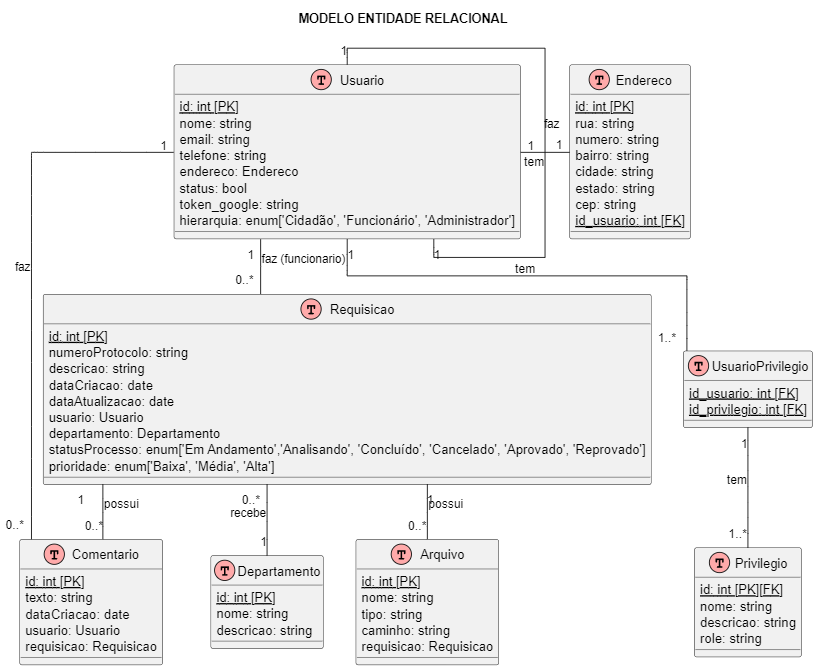 MODELO ENTIDADE RELACIONAL
1
T Usuario
id: int [PK]
nome: string
email: string
telefone: string
endereco: Endereco
status: bool
token_google: string
hierarquia: enum['Cidadão', 'Funcionário', 'Administrador']
T Endereco
id: int [PK]
rua: string
numero: string
bairro: string
cidade: string
estado: string
cep: string
id_usuario: int [FK]
faz
1
1
1
tem
1
faz (funcionario)
1
1
0..*
tem
faz
T Requisicao
id: int [PK]
numeroProtocolo: string
descricao: string
dataCriacao: date
dataAtualizacao: date
usuario: Usuario
departamento: Departamento
statusProcesso: enum['Em Andamento','Analisando', 'Concluído', 'Cancelado', 'Aprovado', 'Reprovado']
prioridade: enum['Baixa', 'Média', 'Alta']
1..*
T UsuarioPrivilegio
id_usuario: int [FK]
id_privilegio: int [FK]
1
tem
1..*
1
possui
0..*
0..*
0..*
recebe
1
1
possui
0..*
T Comentario
id: int [PK]
texto: string
dataCriacao: date
usuario: Usuario
requisicao: Requisicao
T Departamento
id: int [PK]
nome: string
descricao: string
T Arquivo
id: int [PK]
nome: string
tipo: string
caminho: string
requisicao: Requisicao
T Privilegio
id: int [PK][FK]
nome: string
descricao: string
role: string